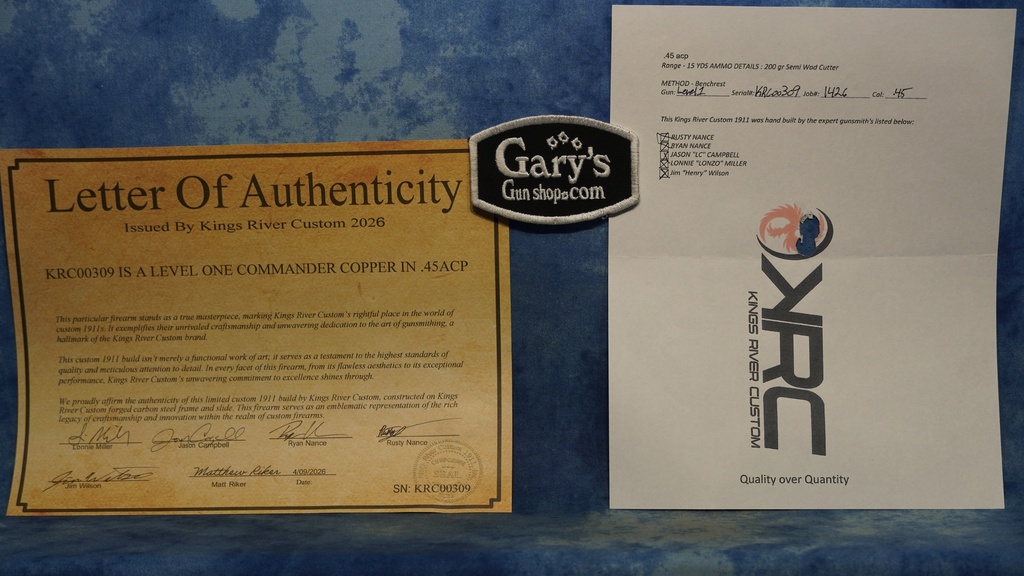 Letter Of Authenticity
Issued By Kings River Custom 2026
KRC00309 IS A LEVEL ONE COMMANDER COPPER IN .45ACP
This particular firearm stands as a true masterpiece, marking Kings River Custom's rightful place in the world of
custom 1911s. It exemplifies their unrivaled craftsmanship and unwavering dedication to the art of gunsmithing, a
hallmark of the Kings River Custom brand.
This custom 1911 build isn't merely a functional work of art; it serves as a testament to the highest standards of
quality and meticulous attention to detail. In every facet of this firearm, from its flawless aesthetics to its exceptional
performance, Kings River Custom's unwavering commitment to excellence shines through.
We proudly affirm the authenticity of this limited custom 1911 build by Kings River Custom, constructed on Kings
River Custom forged carbon steel frame and slide. This firearm serves as an emblematic representation of the rich
legacy of craftsmanship and innovation within the realm of custom firearms.
Lonnie Miller
Jason Campbell
Ryan Nance
Rusty Nance
Matthew Riker 4/09/2026
Jim Wilson
Matt Riker
Date:
SN: KRC00309
Gary's
Gun shop.com
.45 acp
Range - 15 YDS AMMO DETAILS : 200 gr Semi Wad Cutter
METHOD - Benchrest
Gun: Level 1 Serial#: KRC00309 Job#: 1426 Cal: .45
This Kings River Custom 1911 was hand built by the expert gunsmith's listed below:
RUSTY NANCE
RYAN NANCE
JASON "LC" CAMPBELL
LONNIE "LONZO" MILLER
Jim "Henry" Wilson
KRC
KINGS RIVER CUSTOM
Quality over Quantity